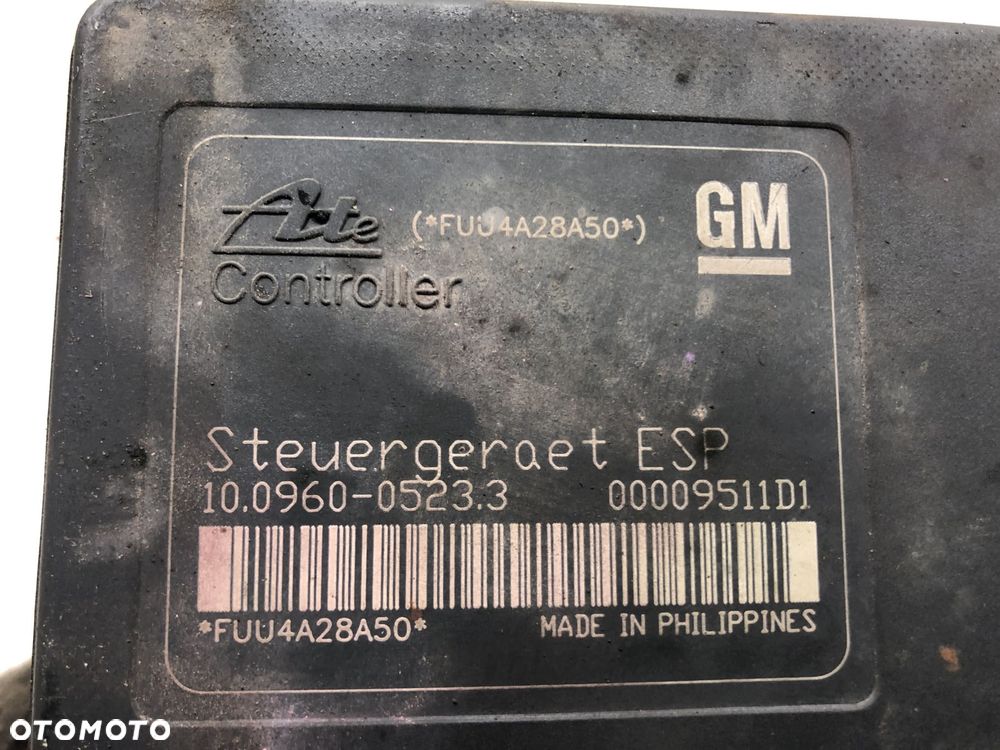 Ate (*FUU4A28A50*) GM
Controller
Steuergeraet ESP
10.0960-0523.3 00009511D1
*FUU4A28A50* MADE IN PHILIPPINES
OTOMOTO